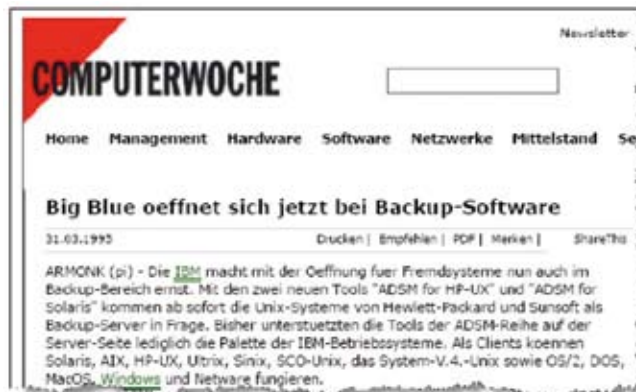 Newsletter
COMPUTERWOCHE
Home Management Hardware Software Netzwerke Mittelstand Se
Big Blue oeffnet sich jetzt bei Backup-Software
31.03.1995 Drucken | Empfehlen | PDF | Merken | ShareThis
ARMONK (pi) - Die IBM macht mit der Oeffnung fuer Fremdsysteme nun auch im
Backup-Bereich ernst. Mit den zwei neuen Tools "ADSM for HP-UX" und "ADSM for
Solaris" kommen ab sofort die Unix-Systeme von Hewlett-Packard und Sunsoft als
Backup-Server in Frage. Bisher unterstuetzten die Tools der ADSM-Reihe auf der
Server-Seite lediglich die Palette der IBM-Betriebssysteme. Als Clients koennen
Solaris, AIX, HP-UX, Ultrix, Sinix, SCO-Unix, das System-V.4.-Unix sowie OS/2, DOS,
MacOS, Windows und Netware fungieren.